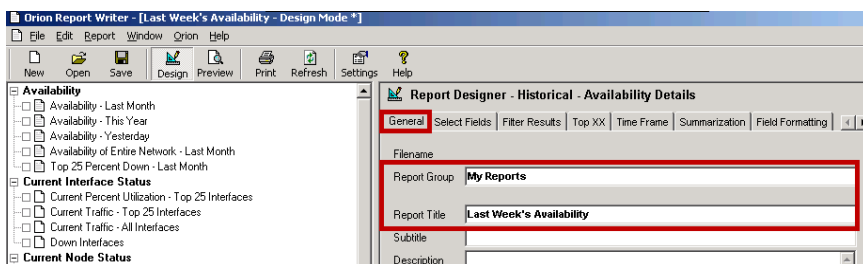 Orion Report Writer - [Last Week's Availability - Design Mode *]
File Edit Report Window Orion Help
New Open Save Design Preview Print Refresh Settings Help
Availability
Availability - Last Month
Availability - This Year
Availability - Yesterday
Availability of Entire Network - Last Month
Top 25 Percent Down - Last Month
Current Interface Status
Current Percent Utilization - Top 25 Interfaces
Current Traffic - Top 25 Interfaces
Current Traffic - All Interfaces
Down Interfaces
Current Node Status
Report Designer - Historical - Availability Details
General Select Fields Filter Results Top XX Time Frame Summarization Field Formatting
Filename
Report Group My Reports
Report Title Last Week's Availability
Subtitle
Description